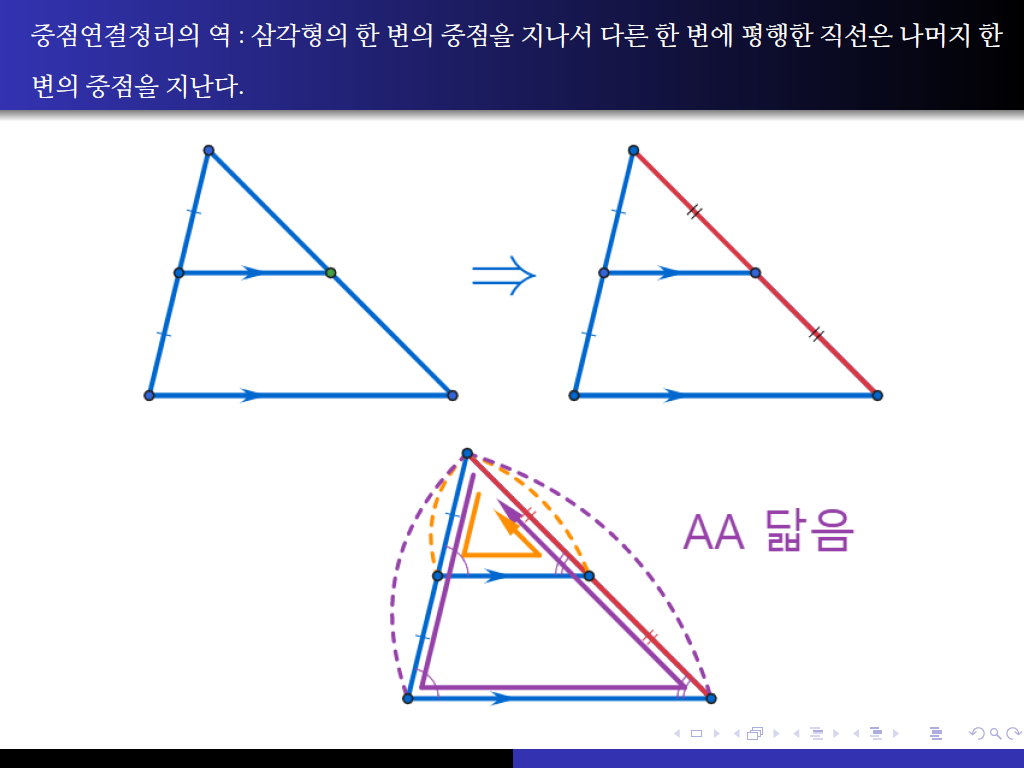 중점연결정리의 역 : 삼각형의 한 변의 중점을 지나서 다른 한 변에 평행한 직선은 나머지 한
변의 중점을 지난다.
⇒
AA 닮음